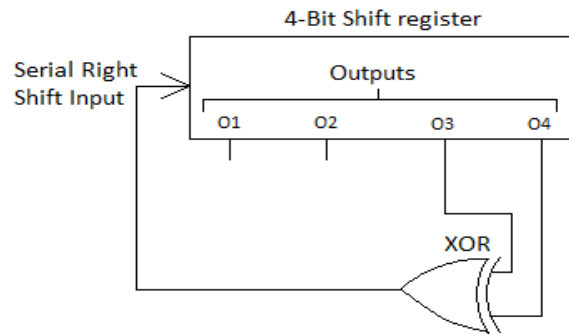 4-Bit Shift register
Serial Right
Shift Input
Outputs
O1 O2 O3 O4
XOR